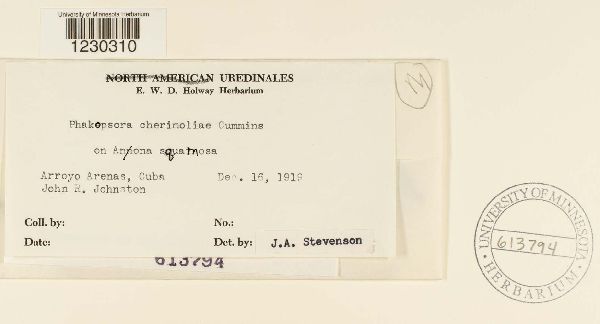 University of Minnesota Herbarium
1230310
NORTH AMERICAN UREDINALES
E. W. D. Holway Herbarium
Phakopsora cherimoliae Cummins
on Annona squamosa
Arroyo Arenas, Cuba Dec. 16, 1919
John R. Johnston
Coll. by: No.:
Date: Det. by: J.A. Stevenson
613794
UNIVERSITY OF MINNESOTA
613794
HERBARIUM